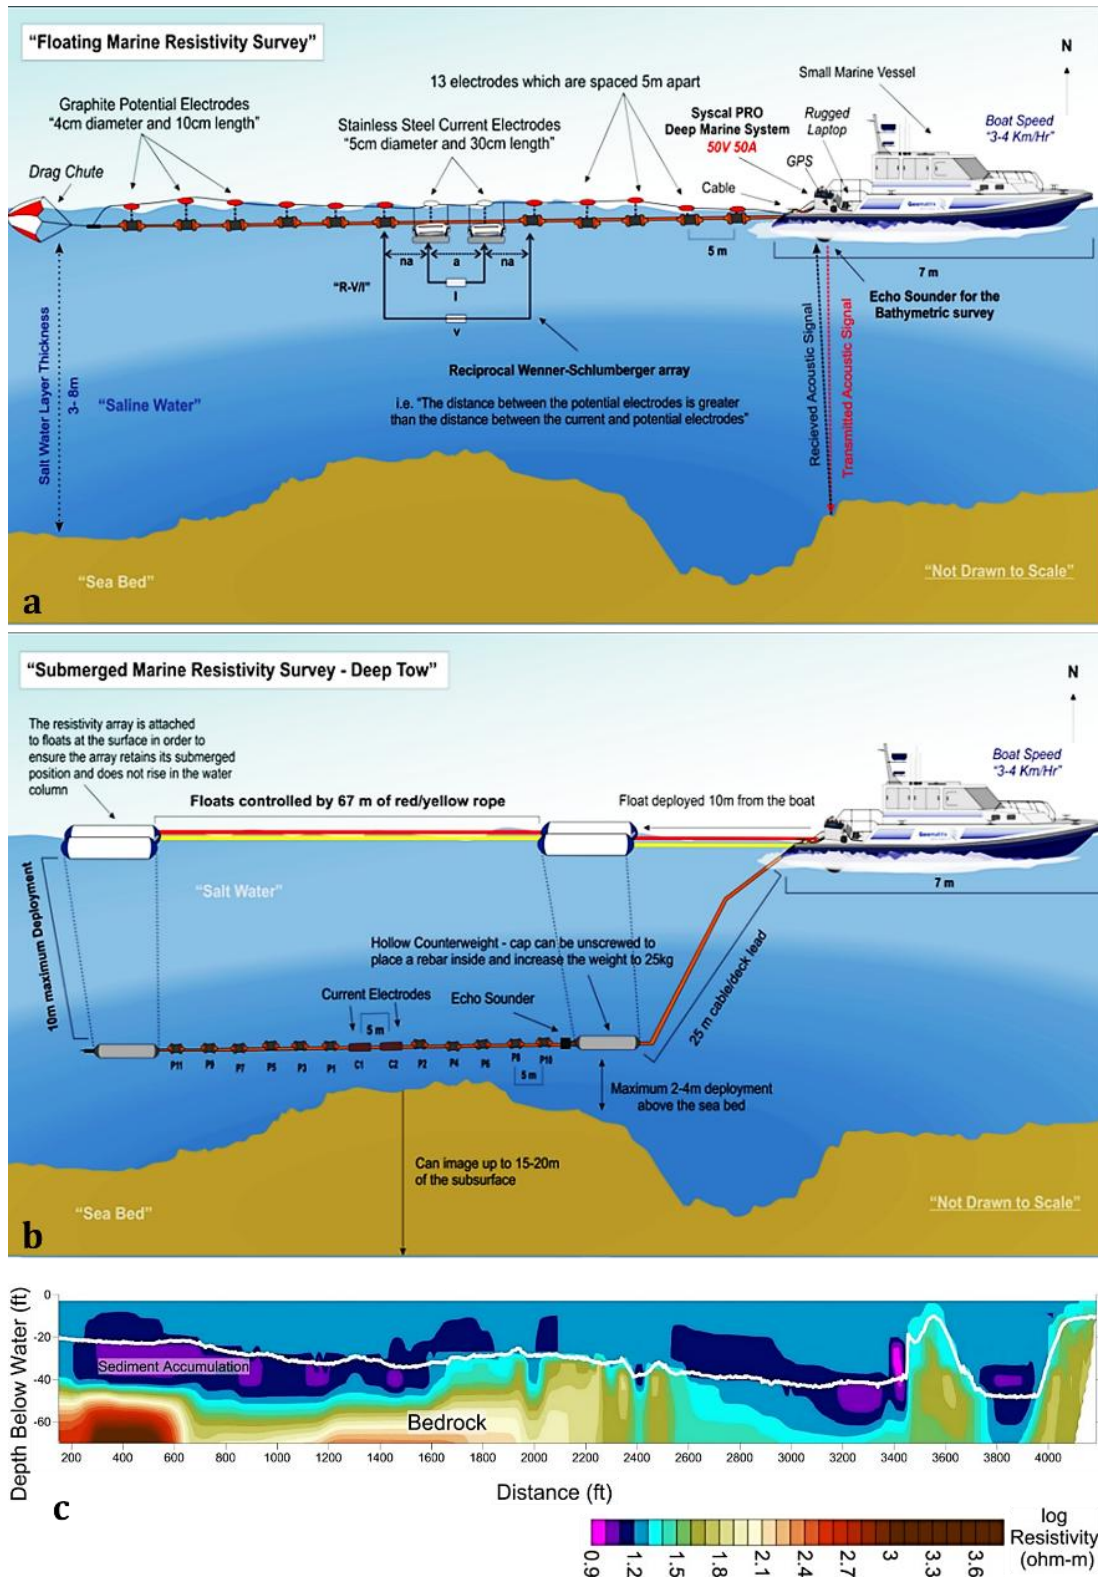 “Floating Marine Resistivity Survey”
N
13 electrodes which are spaced 5m apart
Small Marine Vessel
Graphite Potential Electrodes
“4cm diameter and 10cm length”
Stainless Steel Current Electrodes
“5cm diameter and 30cm length”
Syscal PRO
Deep Marine System
50V 50A
Rugged
Laptop
Boat Speed
“3-4 Km/Hr”
Drag Chute
GPS
Cable
5 m
na
a
na
7 m
“R-V/I”
I
V
Echo Sounder for the
Bathymetric survey
Salt Water Layer Thickness
3- 8m
“Saline Water”
Reciprocal Wenner-Schlumberger array
i.e. “The distance between the potential electrodes is greater
than the distance between the current and potential electrodes”
Recieved Acoustic Signal
Transmitted Acoustic Signal
“Sea Bed”
“Not Drawn to Scale”
a
“Submerged Marine Resistivity Survey - Deep Tow”
N
The resistivity array is attached
to floats at the surface in order to
ensure the array retains its submerged
position and does not rise in the water
column
Boat Speed
“3-4 Km/Hr”
Floats controlled by 67 m of red/yellow rope
Float deployed 10m from the boat
“Salt Water”
7 m
10m maximum Deployment
Hollow Counterweight - cap can be unscrewed to
place a rebar inside and increase the weight to 25kg
25 m cable/deck lead
Current Electrodes
Echo Sounder
5 m
P11 P9 P7 P5 P3 P1 C1 C2 P2 P4 P6 P8 P10
5 m
Maximum 2-4m deployment
above the sea bed
Can image up to 15-20m
of the subsurface
“Sea Bed”
“Not Drawn to Scale”
b
Depth Below Water (ft)
0
-20
-40
-60
Sediment Accumulation
Bedrock
200 400 600 800 1000 1200 1400 1600 1800 2000 2200 2400 2600 2800 3000 3200 3400 3600 3800 4000
Distance (ft)
c
0.9 1.2 1.5 1.8 2.1 2.4 2.7 3 3.3 3.6
log
Resistivity
(ohm-m)